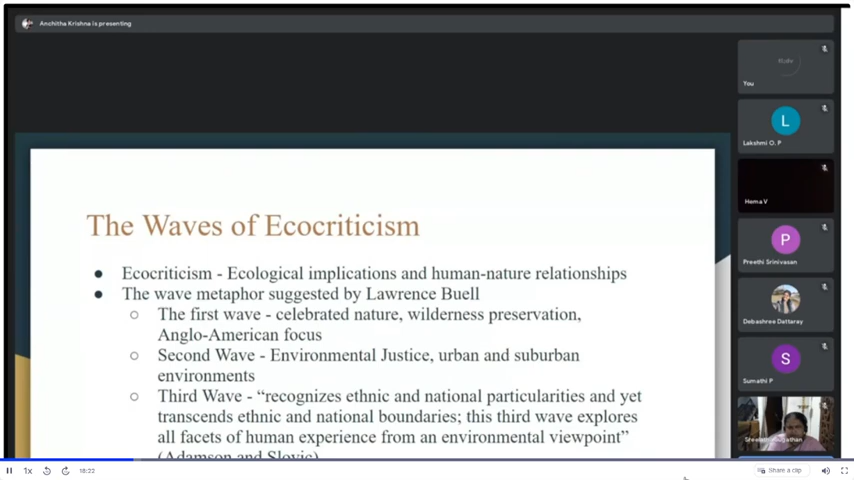 Anchitha Krishna is presenting
You
L
Lakshmi O. P
Hema V
P
Preethi Srinivasan
Debashree Dattaray
S
Sumathi P
The Waves of Ecocriticism
● Ecocriticism - Ecological implications and human-nature relationships
● The wave metaphor suggested by Lawrence Buell
○ The first wave - celebrated nature, wilderness preservation,
Anglo-American focus
○ Second Wave - Environmental Justice, urban and suburban
environments
○ Third Wave - “recognizes ethnic and national particularities and yet
transcends ethnic and national boundaries; this third wave explores
all facets of human experience from an environmental viewpoint”
(Adamson and Slovic)
1x
18:22
Share a clip